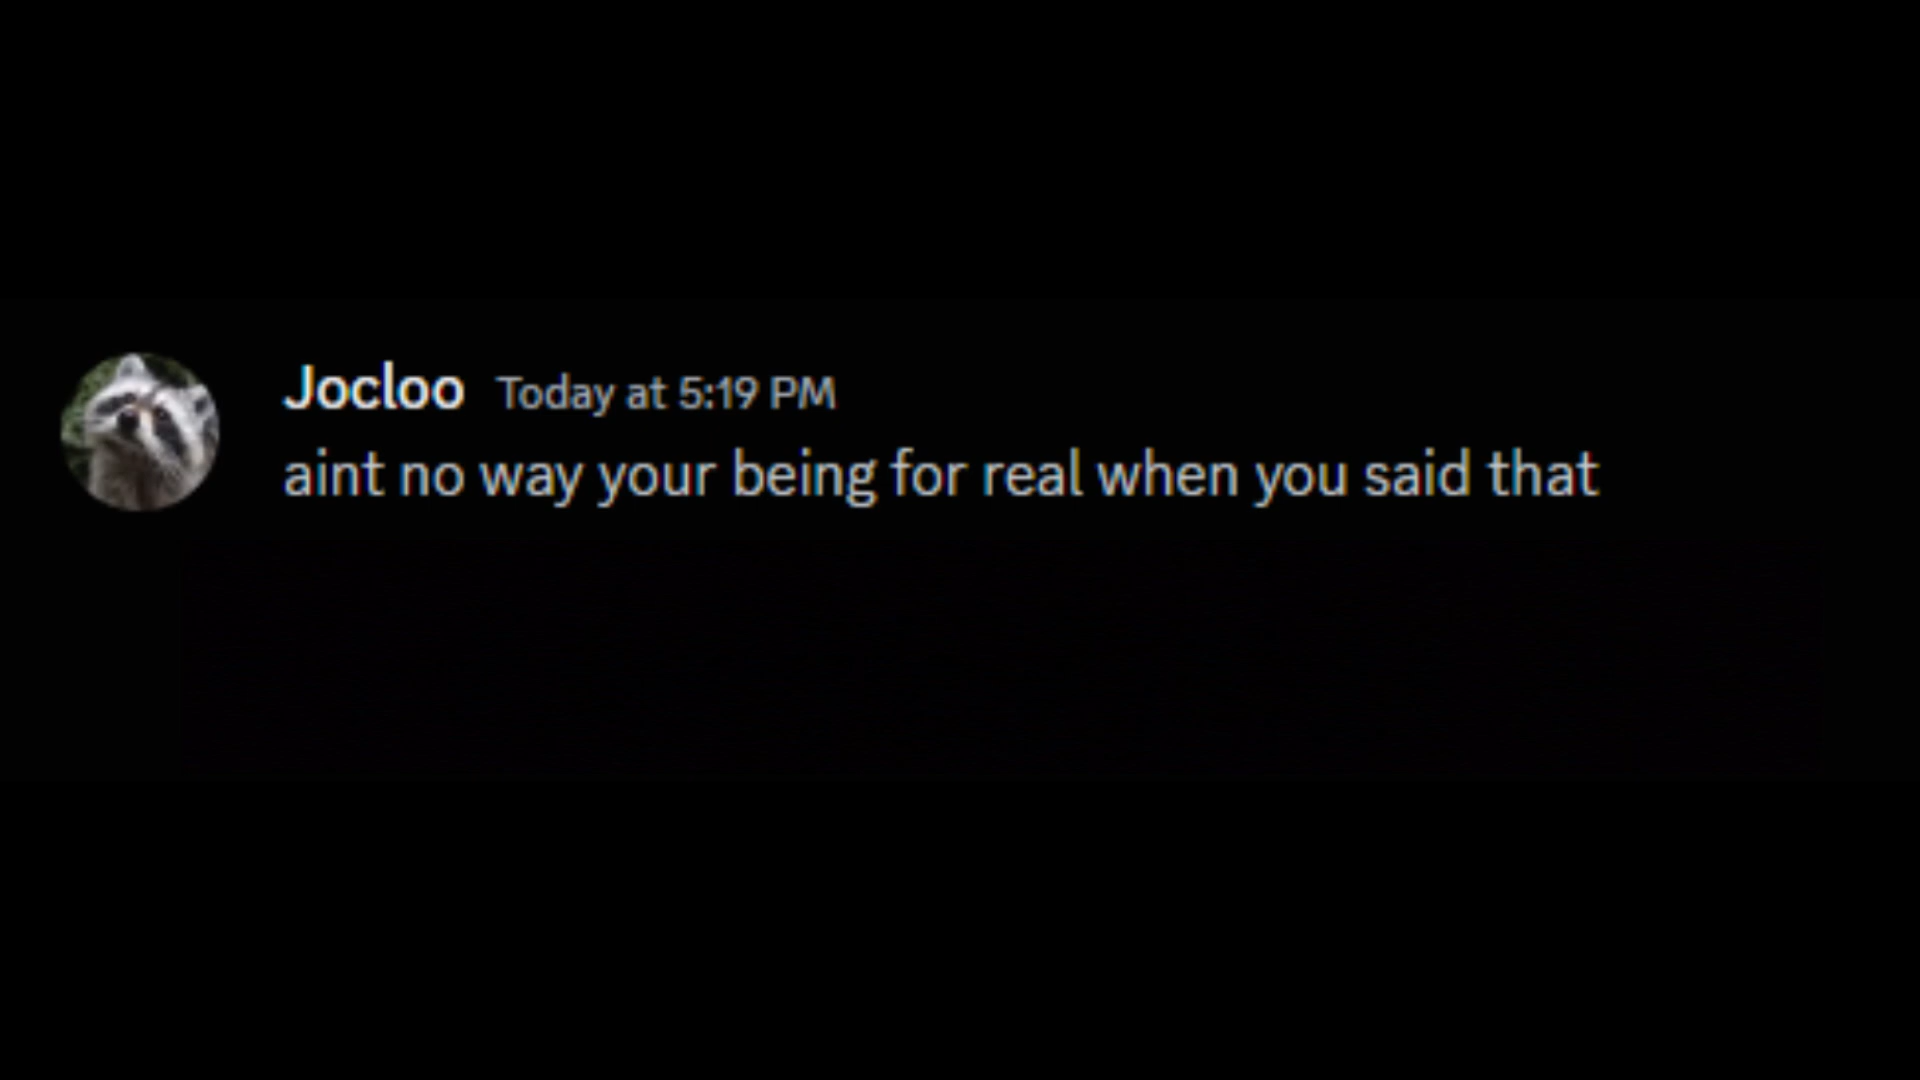 Jocloo Today at 5:19 PM
aint no way your being for real when you said that